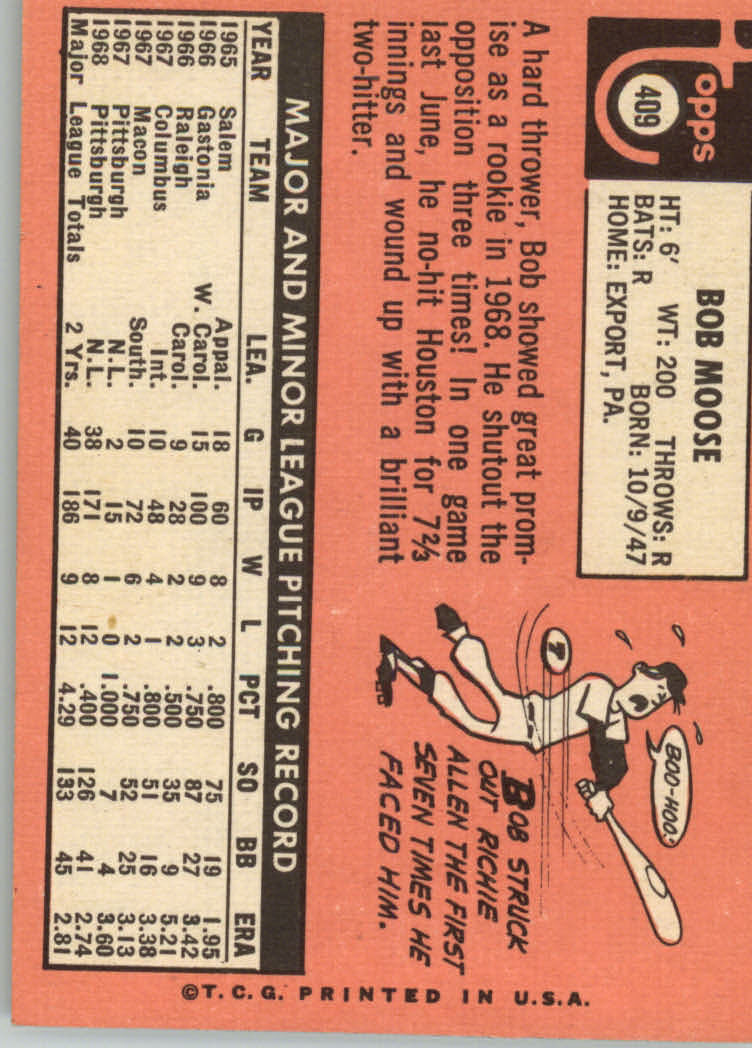 Topps
409
BOB MOOSE
HT: 6' WT: 200 THROWS: R
BATS: R BORN: 10/9/47
HOME: EXPORT, PA.
A hard thrower, Bob showed great prom-
ise as a rookie in 1968. He shutout the
opposition three times! In one game
last June, he no-hit Houston for 7⅔
innings and wound up with a brilliant
two-hitter.
BOO-HOO!
7
BOB STRUCK
OUT RICHIE
ALLEN THE FIRST
SEVEN TIMES HE
FACED HIM.
MAJOR AND MINOR LEAGUE PITCHING RECORD
YEAR TEAM LEA. G IP W L PCT SO BB ERA
1965 Salem Appal. 18 60 8 2 .800 75 19 1.95
1966 Gastonia W. Carol. 15 100 9 3 .750 87 27 3.42
1966 Raleigh Carol. 9 28 2 2 .500 35 9 5.21
1967 Columbus Int. 10 48 4 1 .800 51 16 3.38
1967 Macon South. 10 72 6 2 .750 52 25 3.13
1967 Pittsburgh N.L. 2 15 1 0 1.000 7 4 3.60
1968 Pittsburgh N.L. 38 171 8 12 .400 126 41 2.74
Major League Totals 2 Yrs. 40 186 9 12 4.29 133 45 2.81
©T.C.G. PRINTED IN U.S.A.